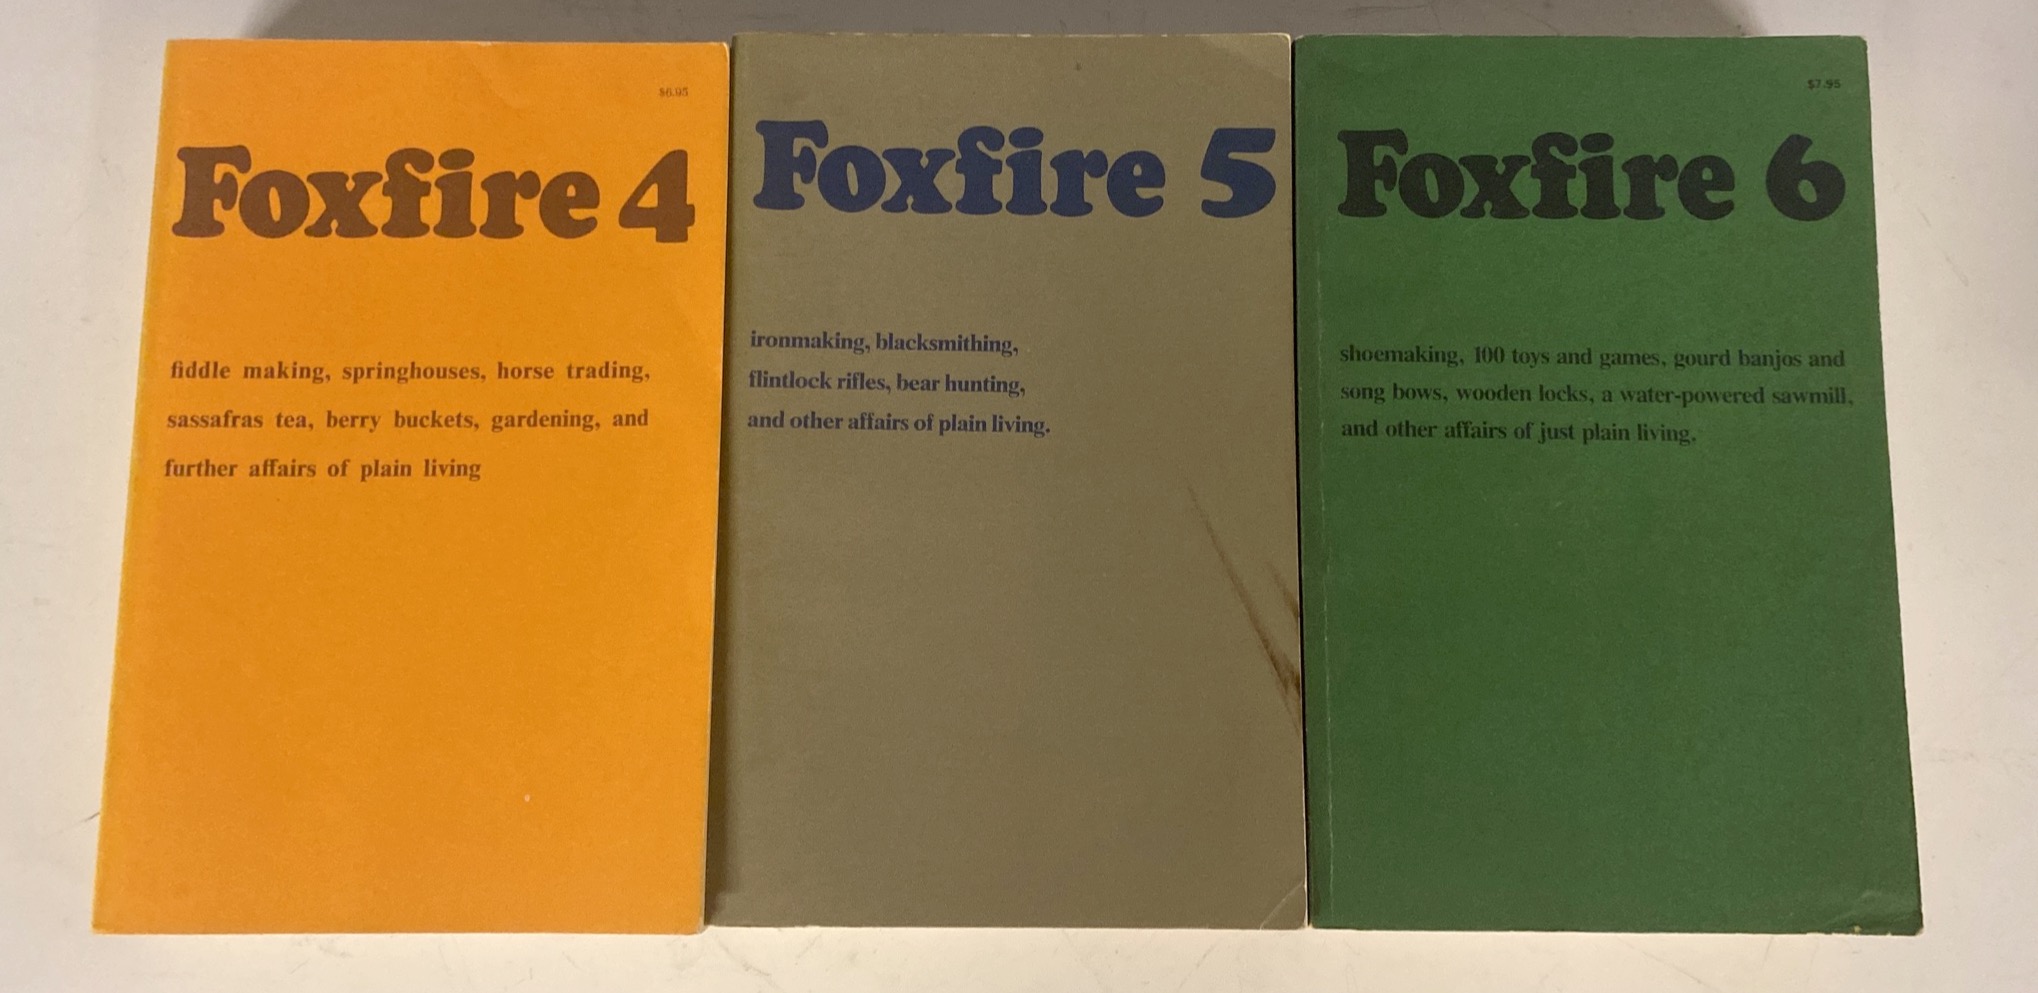 $6.95
Foxfire 4
fiddle making, springhouses, horse trading,
sassafras tea, berry buckets, gardening, and
further affairs of plain living
Foxfire 5
ironmaking, blacksmithing,
flintlock rifles, bear hunting,
and other affairs of plain living.
$7.95
Foxfire 6
shoemaking, 100 toys and games, gourd banjos and
song bows, wooden locks, a water-powered sawmill,
and other affairs of just plain living.